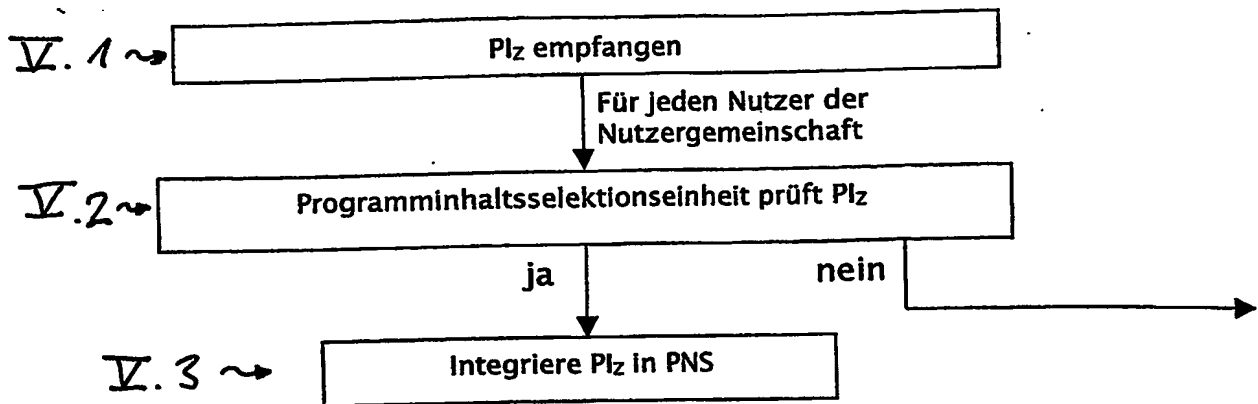 V. 1
PIz empfangen
Für jeden Nutzer der
Nutzergemeinschaft
V.2
Programminhaltsselektionseinheit prüft PIz
ja
nein
V. 3
Integriere PIz in PNS